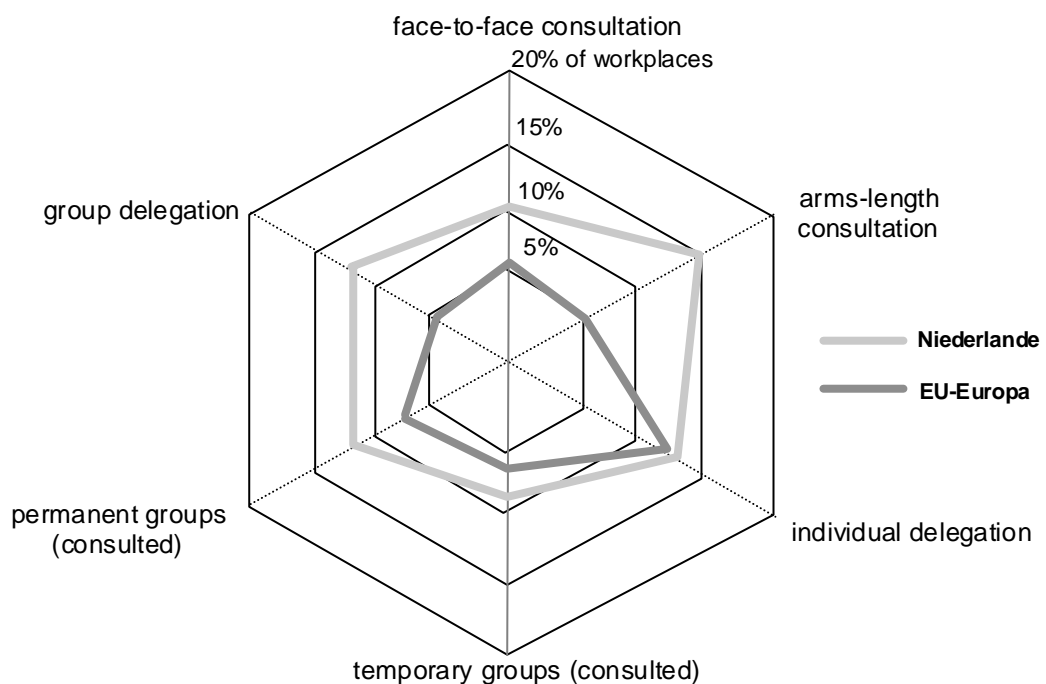 face-to-face consultation
20% of workplaces
15%
10%
5%
group delegation
arms-length
consultation
Niederlande
EU-Europa
permanent groups
(consulted)
individual delegation
temporary groups (consulted)